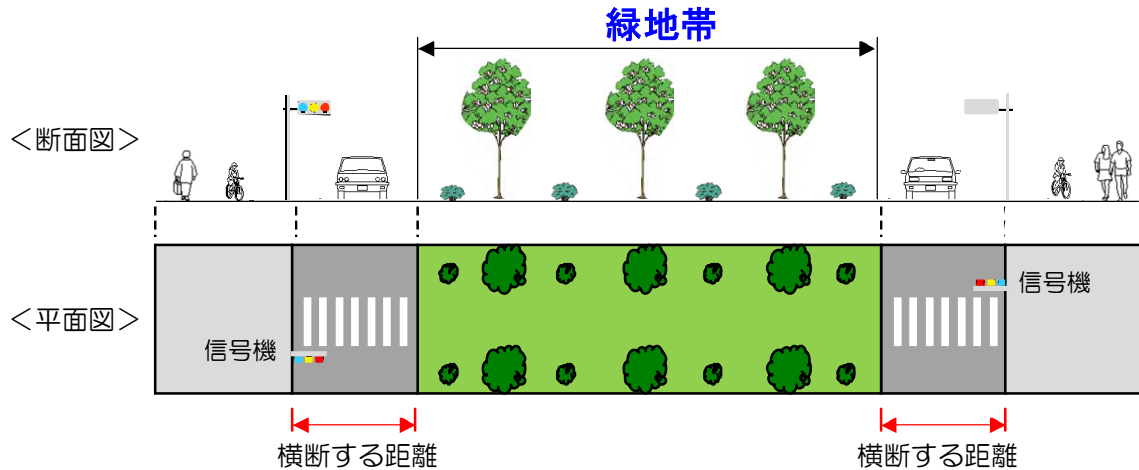 緑地帯
＜断面図＞
＜平面図＞
信号機
信号機
横断する距離
横断する距離